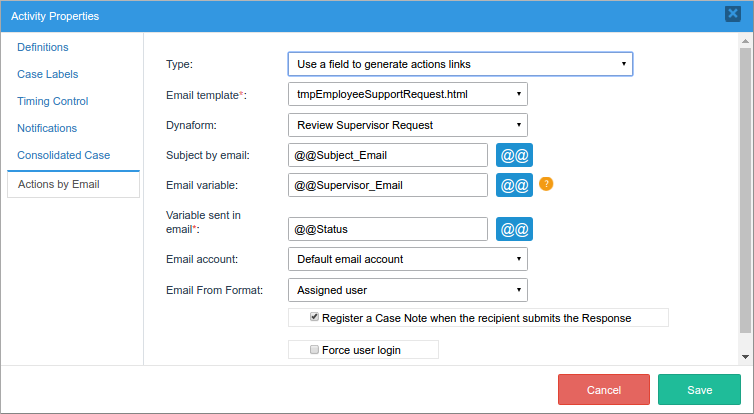 Activity Properties
Definitions
Case Labels
Timing Control
Notifications
Consolidated Case
Actions by Email
Type: Use a field to generate actions links
Email template*: tmpEmployeeSupportRequest.html
Dynaform: Review Supervisor Request
Subject by email: @@Subject_Email @@
Email variable: @@Supervisor_Email @@ ?
Variable sent in
email*: @@Status @@
Email account: Default email account
Email From Format: Assigned user
Register a Case Note when the recipient submits the Response
Force user login
Cancel Save